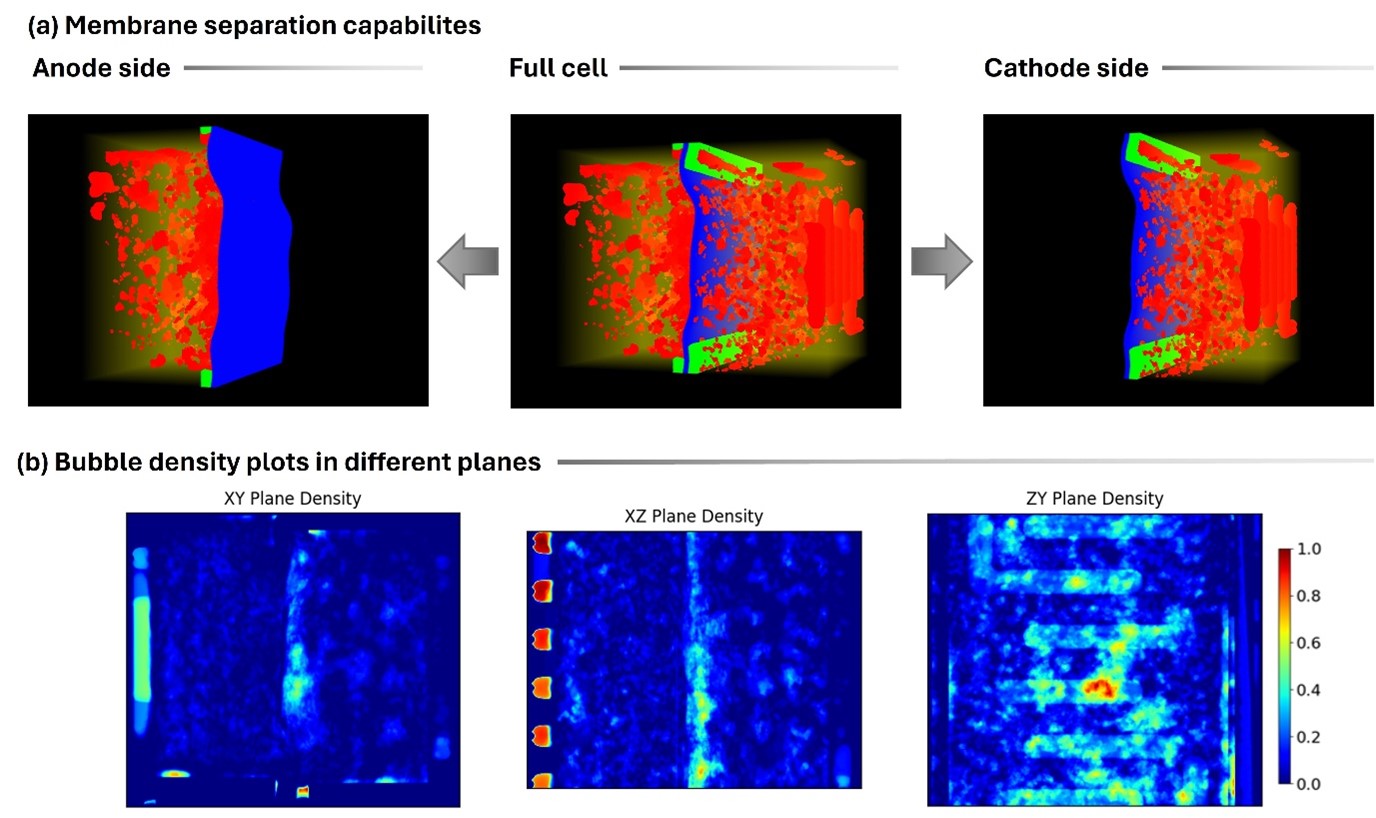 (a) Membrane separation capabilites
Anode side
Full cell
Cathode side
(b) Bubble density plots in different planes
XY Plane Density
XZ Plane Density
ZY Plane Density
1.0
0.8
0.6
0.4
0.2
0.0